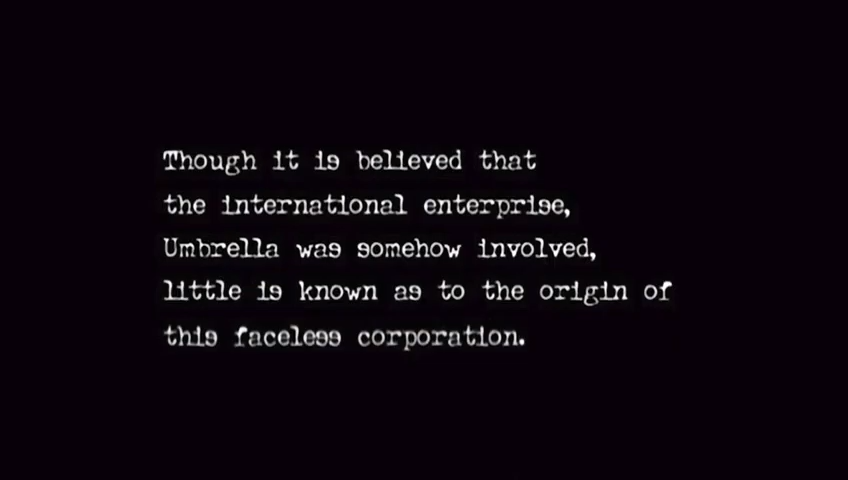 Though it is believed that
the international enterprise,
Umbrella was somehow involved,
little is known as to the origin of
this faceless corporation.